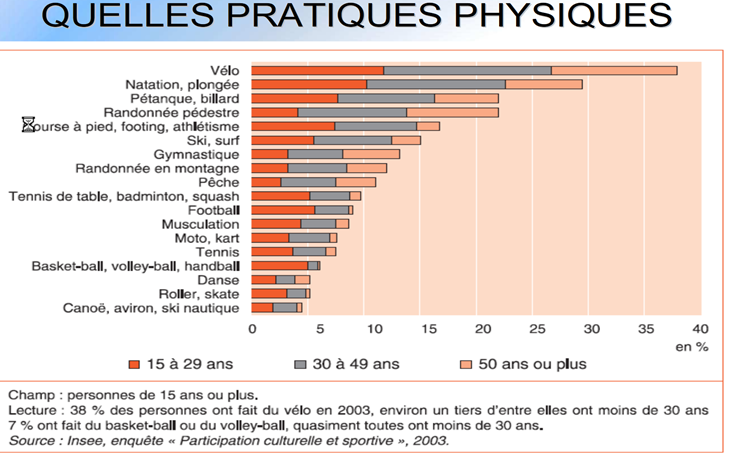 QUELLES PRATIQUES PHYSIQUES
Vélo
Natation, plongée
Pétanque, billard
Randonnée pédestre
ourse à pied, footing, athlétisme
Ski, surf
Gymnastique
Randonnée en montagne
Pêche
Tennis de table, badminton, squash
Football
Musculation
Moto, kart
Tennis
Basket-ball, volley-ball, handball
Danse
Roller, skate
Canoë, aviron, ski nautique
0 5 10 15 20 25 30 35 40
en %
15 à 29 ans 30 à 49 ans 50 ans ou plus
Champ : personnes de 15 ans ou plus.
Lecture : 38 % des personnes ont fait du vélo en 2003, environ un tiers d'entre elles ont moins de 30 ans
7 % ont fait du basket-ball ou du volley-ball, quasiment toutes ont moins de 30 ans.
Source : Insee, enquête « Participation culturelle et sportive », 2003.